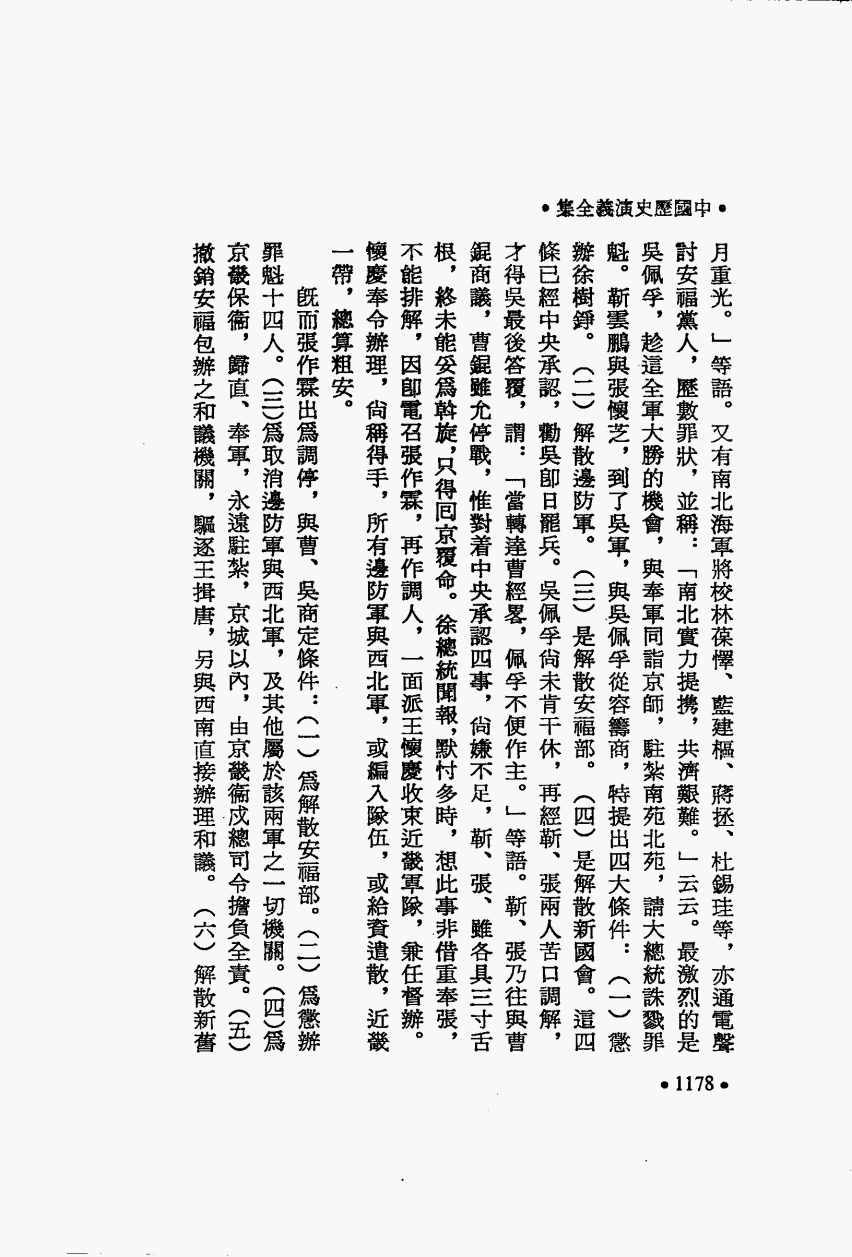 •中國歷史演義全集•
月重光。」等語。又有南北海軍將校林葆懌、藍建樞、蔣拯、杜錫珪等，亦通電聲
討安福黨人，歷數罪狀，並稱：「南北實力提携，共濟艱難。」云云。最激烈的是
吳佩孚，趁這全軍大勝的機會，與奉軍同詣京師，駐紮南苑北苑，請大總統誅戮罪
魁。靳雲鵬與張懷芝，到了吳軍，與吳佩孚從容籌商，特提出四大條件：（一）懲
辦徐樹錚。（二）解散邊防軍。（三）是解散安福部。（四）是解散新國會。這四
條已經中央承認，勸吳卽日罷兵。吳佩孚尙未肯干休，再經靳、張兩人苦口調解，
才得吳最後答覆，謂：「當轉達曹經畧，佩孚不便作主。」等語。靳、張乃往與曹
錕商議，曹錕雖允停戰，惟對着中央承認四事，尙嫌不足，靳、張、雖各具三寸舌
根，終未能妥爲斡旋，只得囘京覆命。徐總統聞報，默忖多時，想此事非借重奉張，
不能排解，因卽電召張作霖，再作調人，一面派王懷慶收束近畿軍隊，兼任督辦。
懷慶奉令辦理，尙稱得手，所有邊防軍與西北軍，或編入隊伍，或給資遣散，近畿
一帶，總算粗安。
旣而張作霖出爲調停，與曹、吳商定條件：（一）爲解散安福部。（二）爲懲辦
罪魁十四人。（三）爲取消邊防軍與西北軍，及其他屬於該兩軍之一切機關。（四）爲
京畿保衞，歸直、奉軍，永遠駐紮，京城以內，由京畿衞戍總司令擔負全責。（五）
撤銷安福包辦之和議機關，驅逐王揖唐，另與西南直接辦理和議。（六）解散新舊
•1178•